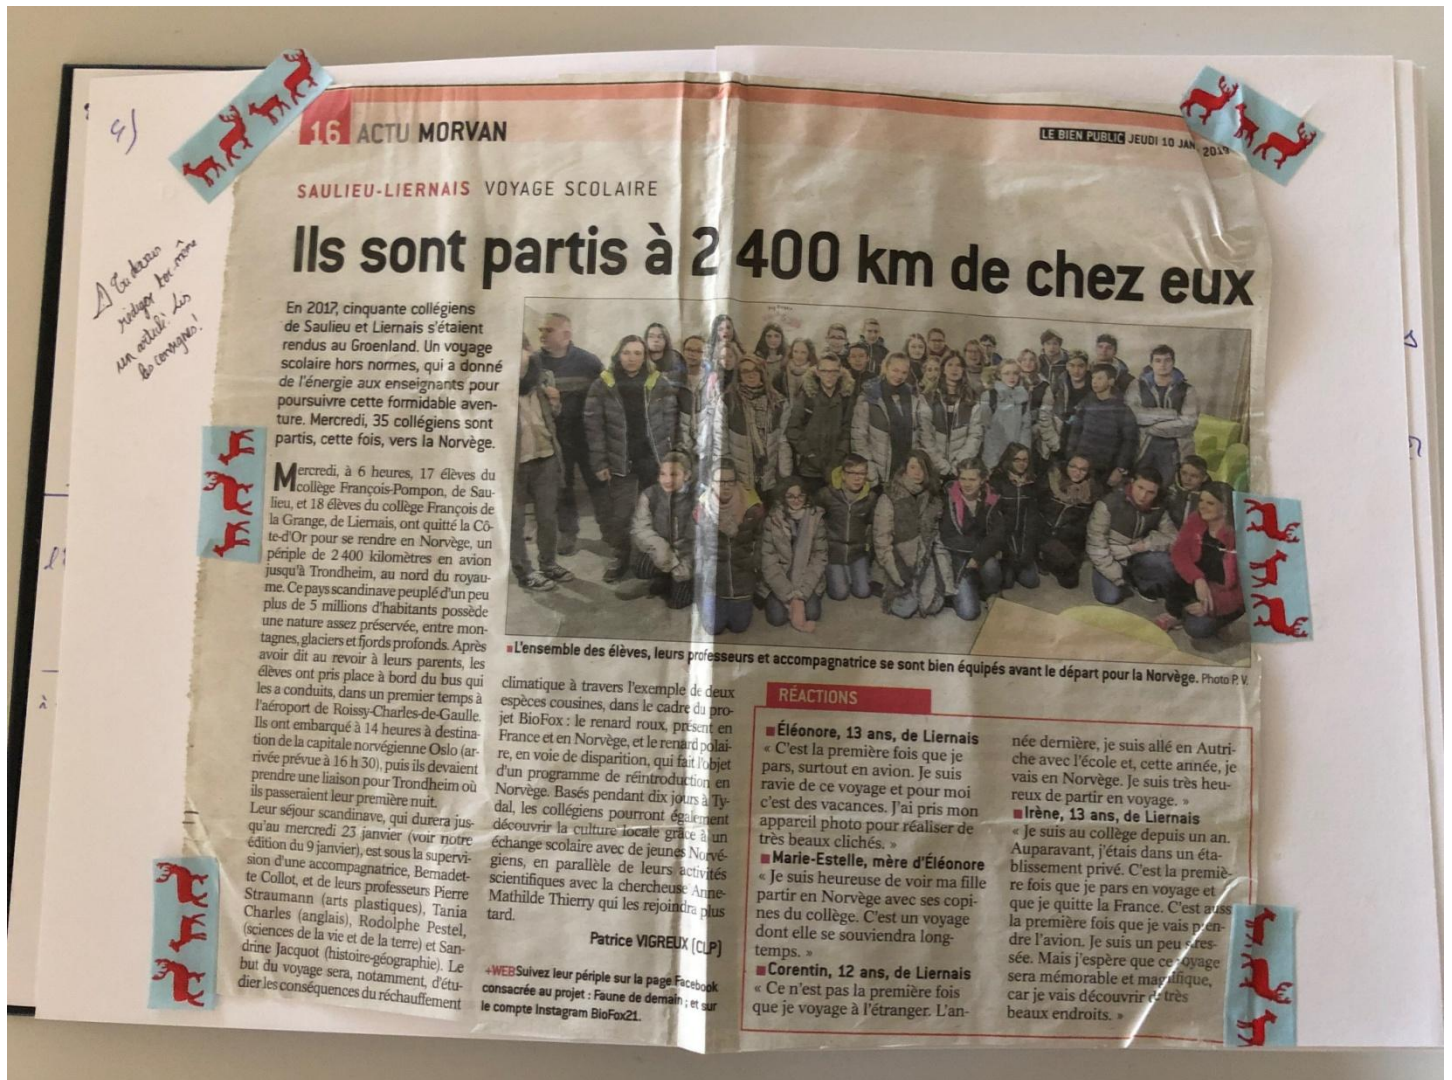 4)
⚠ Tu devras
rédiger toi-même
un article. Lis
les consignes!
16 ACTU MORVAN
LE BIEN PUBLIC JEUDI 10 JAN. 2019
SAULIEU-LIERNAIS VOYAGE SCOLAIRE
Ils sont partis à 2 400 km de chez eux
En 2017, cinquante collégiens
de Saulieu et Liernais s'étaient
rendus au Groenland. Un voyage
scolaire hors normes, qui a donné
de l'énergie aux enseignants pour
poursuivre cette formidable aven-
ture. Mercredi, 35 collégiens sont
partis, cette fois, vers la Norvège.
Mercredi, à 6 heures, 17 élèves du
collège François-Pompon, de Sau-
lieu, et 18 élèves du collège François de
la Grange, de Liernais, ont quitté la Cô-
te-d'Or pour se rendre en Norvège, un
périple de 2 400 kilomètres en avion
jusqu'à Trondheim, au nord du royau-
me. Ce pays scandinave peuplé d'un peu
plus de 5 millions d'habitants possède
une nature assez préservée, entre mon-
tagnes, glaciers et fjords profonds. Après
avoir dit au revoir à leurs parents, les
élèves ont pris place à bord du bus qui
les a conduits, dans un premier temps à
l'aéroport de Roissy-Charles-de-Gaulle.
Ils ont embarqué à 14 heures à destina-
tion de la capitale norvégienne Oslo (ar-
rivée prévue à 16 h 30), puis ils devaient
prendre une liaison pour Trondheim où
ils passeraient leur première nuit.
Leur séjour scandinave, qui durera jus-
qu'au mercredi 23 janvier (voir notre
édition du 9 janvier), est sous la supervi-
sion d'une accompagnatrice, Bernadet-
te Collot, et de leurs professeurs Pierre
Straumann (arts plastiques), Tania
Charles (anglais), Rodolphe Pestel,
(sciences de la vie et de la terre) et San-
drine Jacquot (histoire-géographie). Le
but du voyage sera, notamment, d'étu-
dier les conséquences du réchauffement
■L'ensemble des élèves, leurs professeurs et accompagnatrice se sont bien équipés avant le départ pour la Norvège. Photo P. V.
climatique à travers l'exemple de deux
espèces cousines, dans le cadre du pro-
jet BioFox : le renard roux, présent en
France et en Norvège, et le renard polai-
re, en voie de disparition, qui fait l'objet
d'un programme de réintroduction en
Norvège. Basés pendant dix jours à Ty-
dal, les collégiens pourront également
découvrir la culture locale grâce à un
échange scolaire avec de jeunes Norvé-
giens, en parallèle de leurs activités
scientifiques avec la chercheuse Anne-
Mathilde Thierry qui les rejoindra plus
tard.
Patrice VIGREUX (CLP)
+WEB Suivez leur périple sur la page Facebook
consacrée au projet : Faune de demain ; et sur
le compte Instagram BioFox21.
RÉACTIONS
■Éléonore, 13 ans, de Liernais
« C'est la première fois que je
pars, surtout en avion. Je suis
ravie de ce voyage et pour moi
c'est des vacances. J'ai pris mon
appareil photo pour réaliser de
très beaux clichés. »
■Marie-Estelle, mère d'Éléonore
« Je suis heureuse de voir ma fille
partir en Norvège avec ses copi-
nes du collège. C'est un voyage
dont elle se souviendra long-
temps. »
■Corentin, 12 ans, de Liernais
« Ce n'est pas la première fois
que je voyage à l'étranger. L'an-
née dernière, je suis allé en Autri-
che avec l'école et, cette année, je
vais en Norvège. Je suis très heu-
reux de partir en voyage. »
■Irène, 13 ans, de Liernais
« Je suis au collège depuis un an.
Auparavant, j'étais dans un éta-
blissement privé. C'est la premiè-
re fois que je pars en voyage et
que je quitte la France. C'est aussi
la première fois que je vais pren-
dre l'avion. Je suis un peu stres-
sée. Mais j'espère que ce voyage
sera mémorable et magnifique,
car je vais découvrir de très
beaux endroits. »